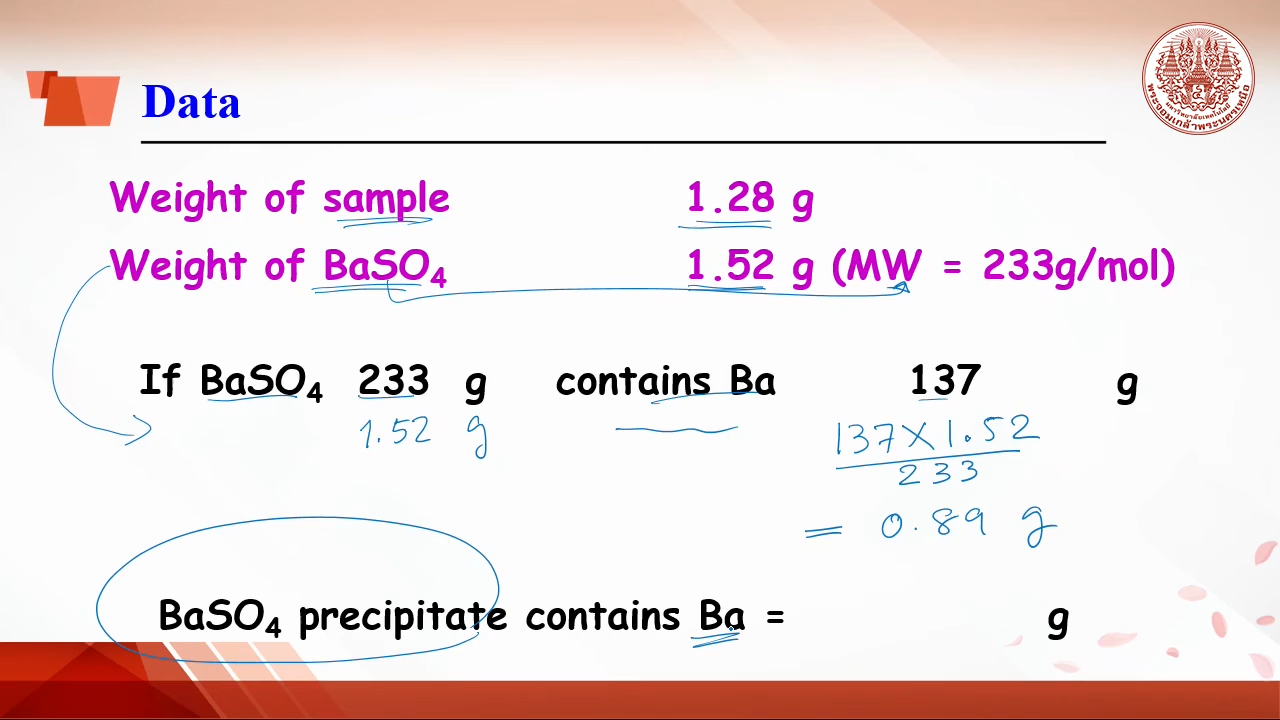 Data
Weight of sample 1.28 g
Weight of BaSO₄ 1.52 g (MW = 233g/mol)
If BaSO₄ 233 g contains Ba 137 g
1.52 g 137 X 1.52
233
= 0.89 g
BaSO₄ precipitate contains Ba = g